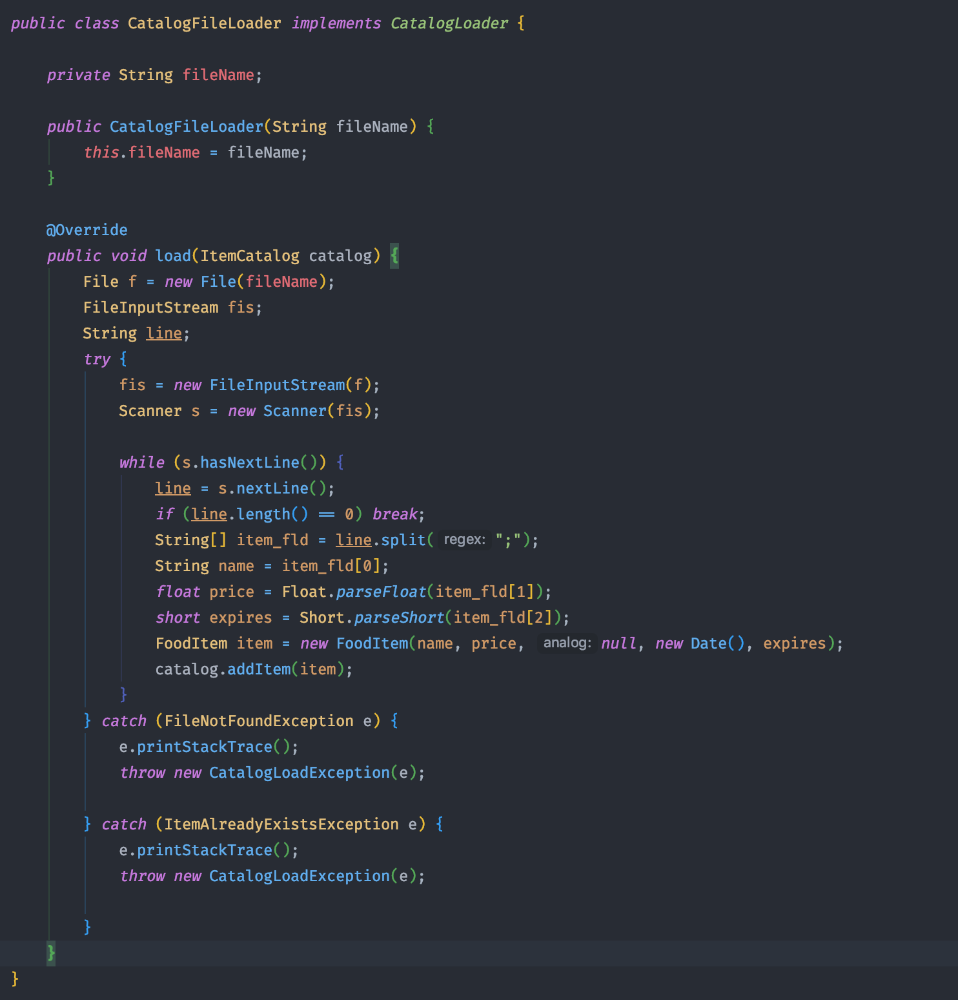 public class CatalogFileLoader implements CatalogLoader {
private String fileName;
public CatalogFileLoader(String fileName) {
this.fileName = fileName;
}
@Override
public void load(ItemCatalog catalog) {
File f = new File(fileName);
FileInputStream fis;
String line;
try {
fis = new FileInputStream(f);
Scanner s = new Scanner(fis);
while (s.hasNextLine()) {
line = s.nextLine();
if (line.length() == 0) break;
String[] item_fld = line.split( regex: ";");
String name = item_fld[0];
float price = Float.parseFloat(item_fld[1]);
short expires = Short.parseShort(item_fld[2]);
FoodItem item = new FoodItem(name, price, analog: null, new Date(), expires);
catalog.addItem(item);
}
} catch (FileNotFoundException e) {
e.printStackTrace();
throw new CatalogLoadException(e);
} catch (ItemAlreadyExistsException e) {
e.printStackTrace();
throw new CatalogLoadException(e);
}
}
}